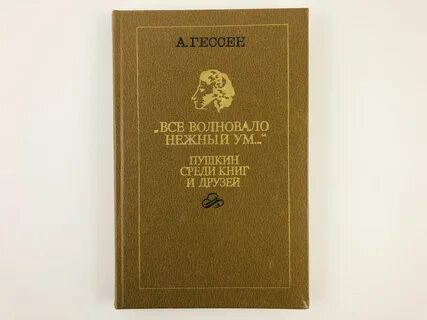 А.ГЕССЕН
„ВСЕ ВОЛНОВАЛО
НЕЖНЫЙ УМ...“
ПУШКИН
СРЕДИ КНИГ
И ДРУЗЕЙ